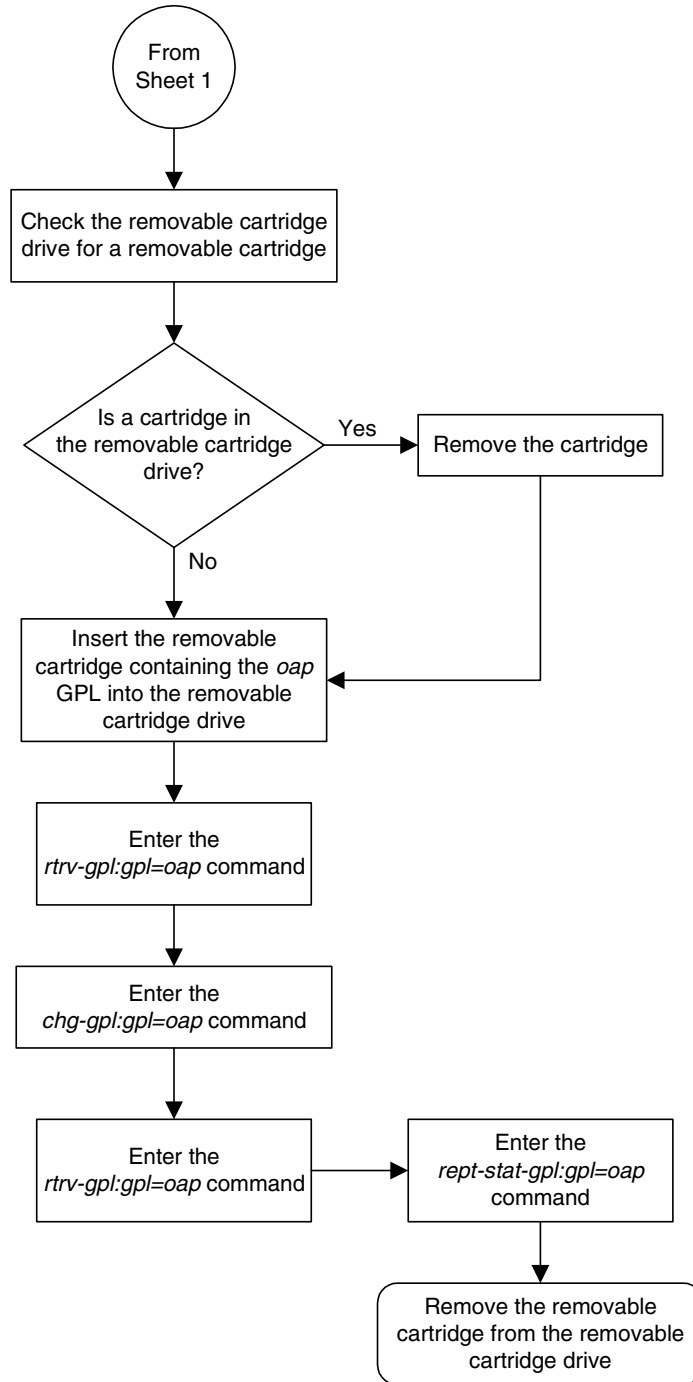 From
Sheet 1
Check the removable cartridge
drive for a removable cartridge
Is a cartridge in
the removable cartridge
drive?
Yes
Remove the cartridge
No
Insert the removable
cartridge containing the oap
GPL into the removable
cartridge drive
Enter the
rtrv-gpl:gpl=oap command
Enter the
chg-gpl:gpl=oap command
Enter the
rtrv-gpl:gpl=oap command
Enter the
rept-stat-gpl:gpl=oap
command
Remove the removable
cartridge from the removable
cartridge drive